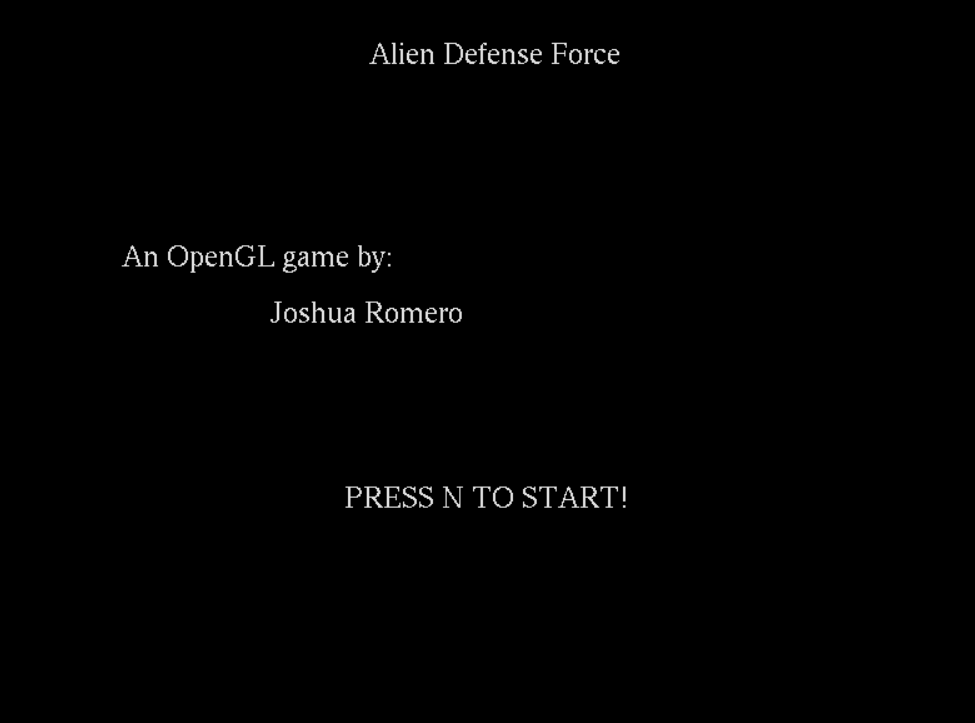 Alien Defense Force
An OpenGL game by:
Joshua Romero
PRESS N TO START!